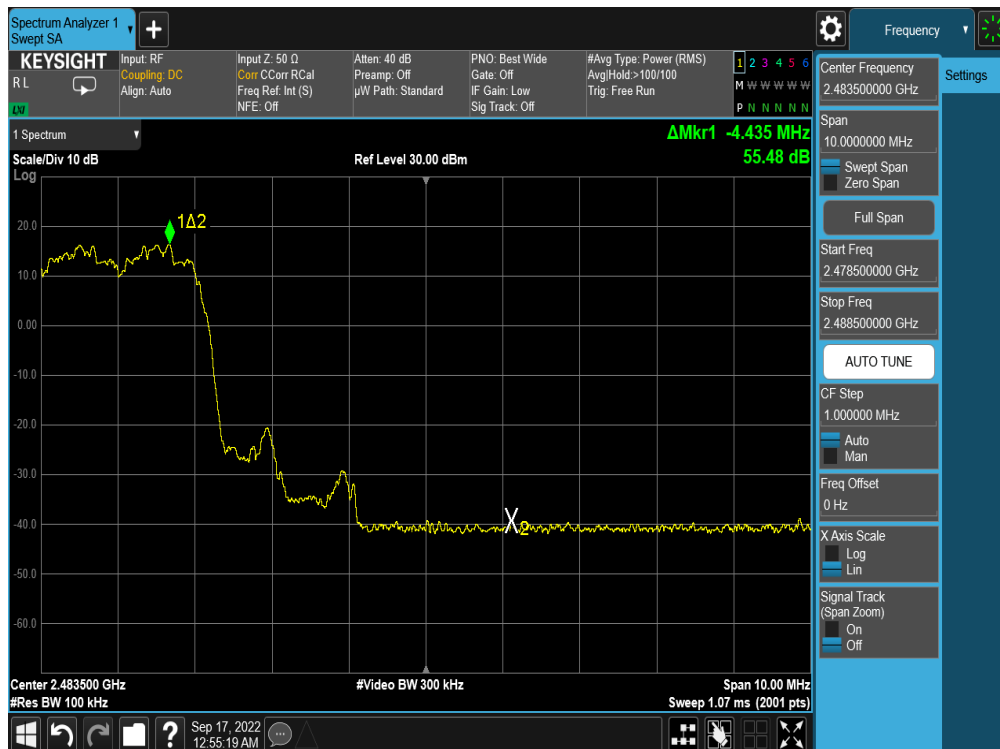 Spectrum Analyzer 1
Swept SA
Frequency
KEYSIGHT
R L
LXI
Input: RF
Coupling: DC
Align: Auto
Input Z: 50 Ω
Corr CCorr RCal
Freq Ref: Int (S)
NFE: Off
Atten: 40 dB
Preamp: Off
µW Path: Standard
PNO: Best Wide
Gate: Off
IF Gain: Low
Sig Track: Off
#Avg Type: Power (RMS)
Avg|Hold:>100/100
Trig: Free Run
1 2 3 4 5 6
M W W W W W
P N N N N N
1 Spectrum
ΔMkr1 -4.435 MHz
55.48 dB
Scale/Div 10 dB
Ref Level 30.00 dBm
Log
1Δ2
20.0
10.0
0.00
-10.0
-20.0
-30.0
-40.0
-50.0
-60.0
X2
Center 2.483500 GHz
#Video BW 300 kHz
Span 10.00 MHz
#Res BW 100 kHz
Sweep 1.07 ms (2001 pts)
Sep 17, 2022
12:55:19 AM
Center Frequency
2.483500000 GHz
Settings
Span
10.0000000 MHz
Swept Span
Zero Span
Full Span
Start Freq
2.478500000 GHz
Stop Freq
2.488500000 GHz
AUTO TUNE
CF Step
1.000000 MHz
Auto
Man
Freq Offset
0 Hz
X Axis Scale
Log
Lin
Signal Track
(Span Zoom)
On
Off